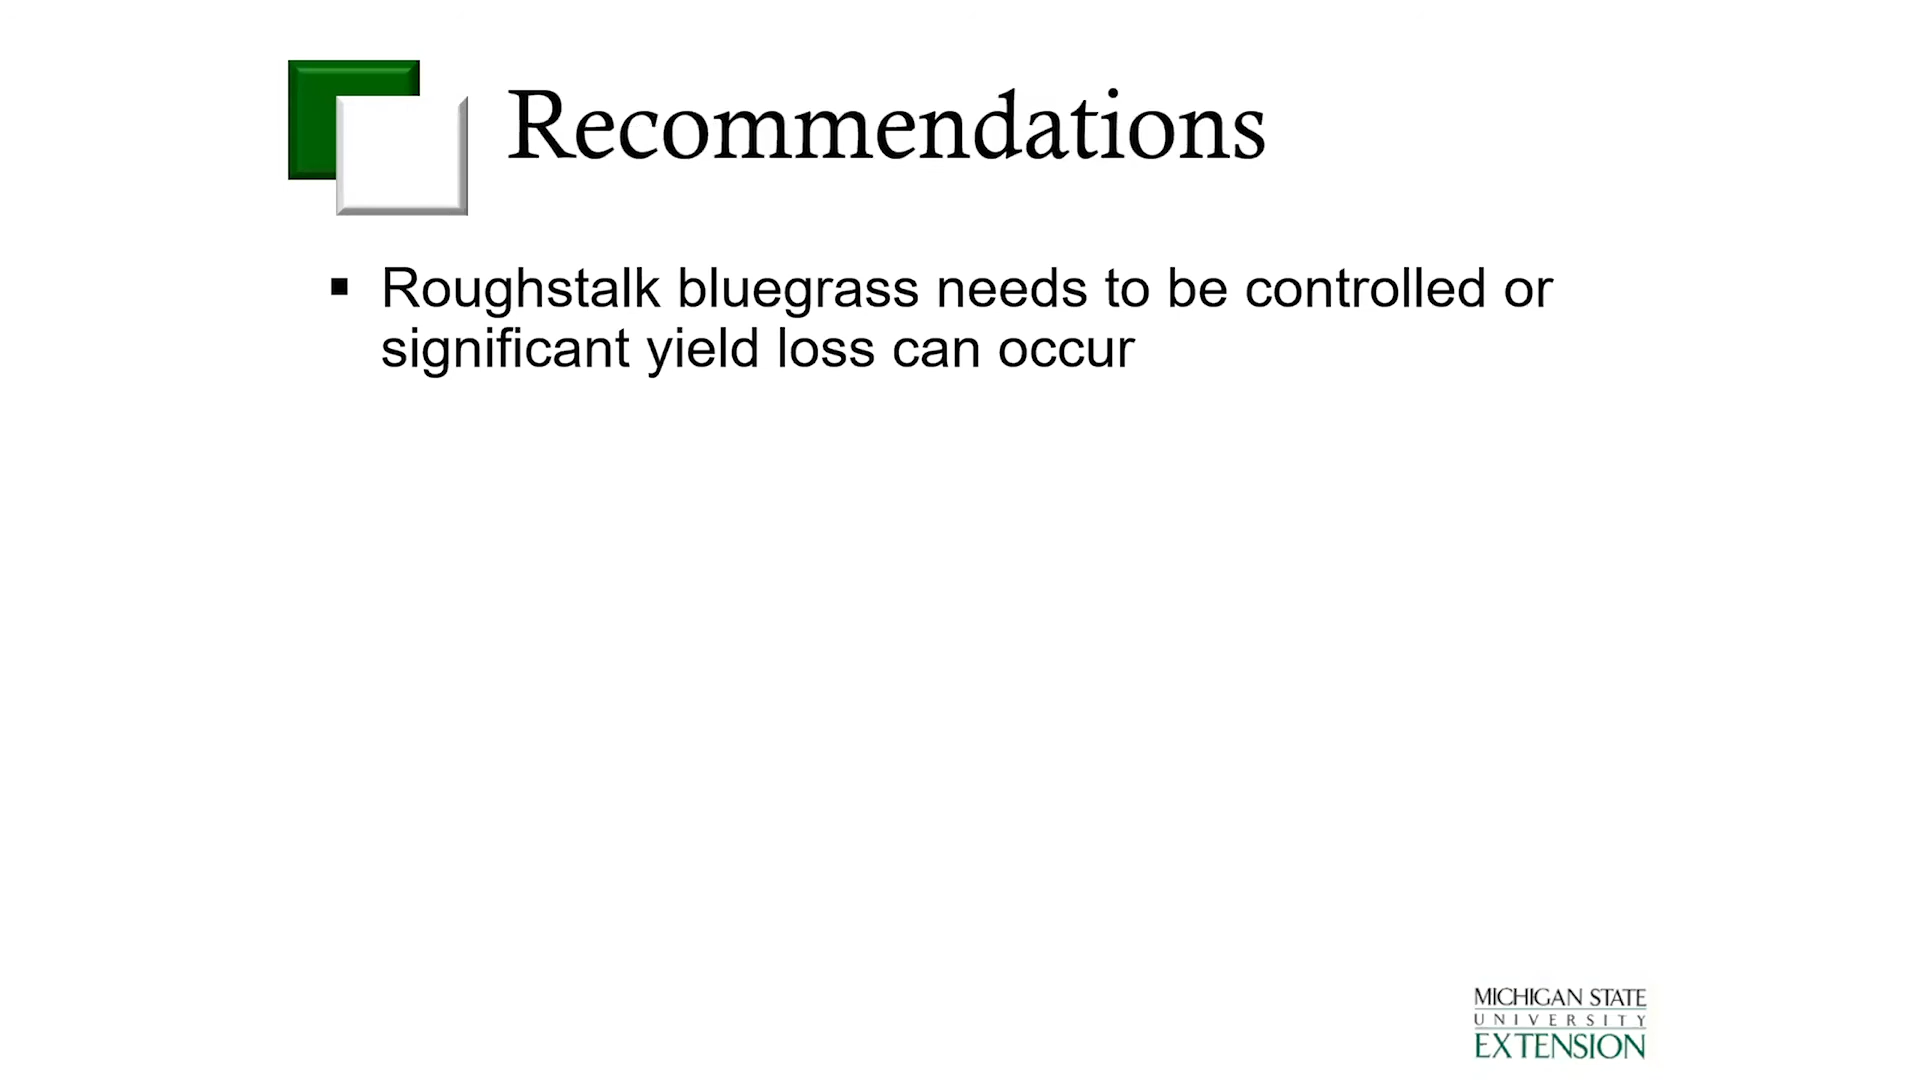 Recommendations
▪ Roughstalk bluegrass needs to be controlled or
significant yield loss can occur
MICHIGAN STATE
UNIVERSITY
EXTENSION